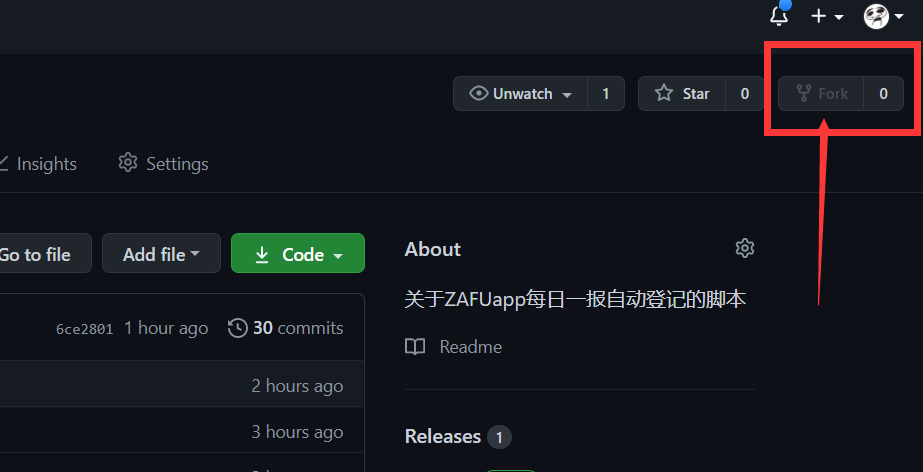 Unwatch 1 Star 0 Fork 0
Insights Settings
Go to file Add file Code
About
关于ZAFUapp每日一报自动登记的脚本
6ce2801 1 hour ago 30 commits
Readme
2 hours ago
3 hours ago
Releases 1